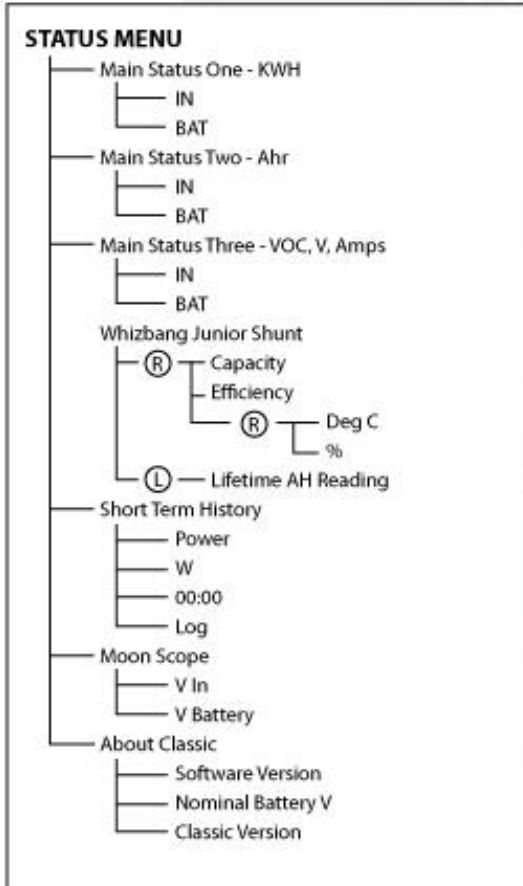 STATUS MENU
Main Status One - KWH
IN
BAT
Main Status Two - Ahr
IN
BAT
Main Status Three - VOC, V, Amps
IN
BAT
Whizbang Junior Shunt
R Capacity
Efficiency
R Deg C
%
L Lifetime AH Reading
Short Term History
Power
W
00:00
Log
Moon Scope
V In
V Battery
About Classic
Software Version
Nominal Battery V
Classic Version